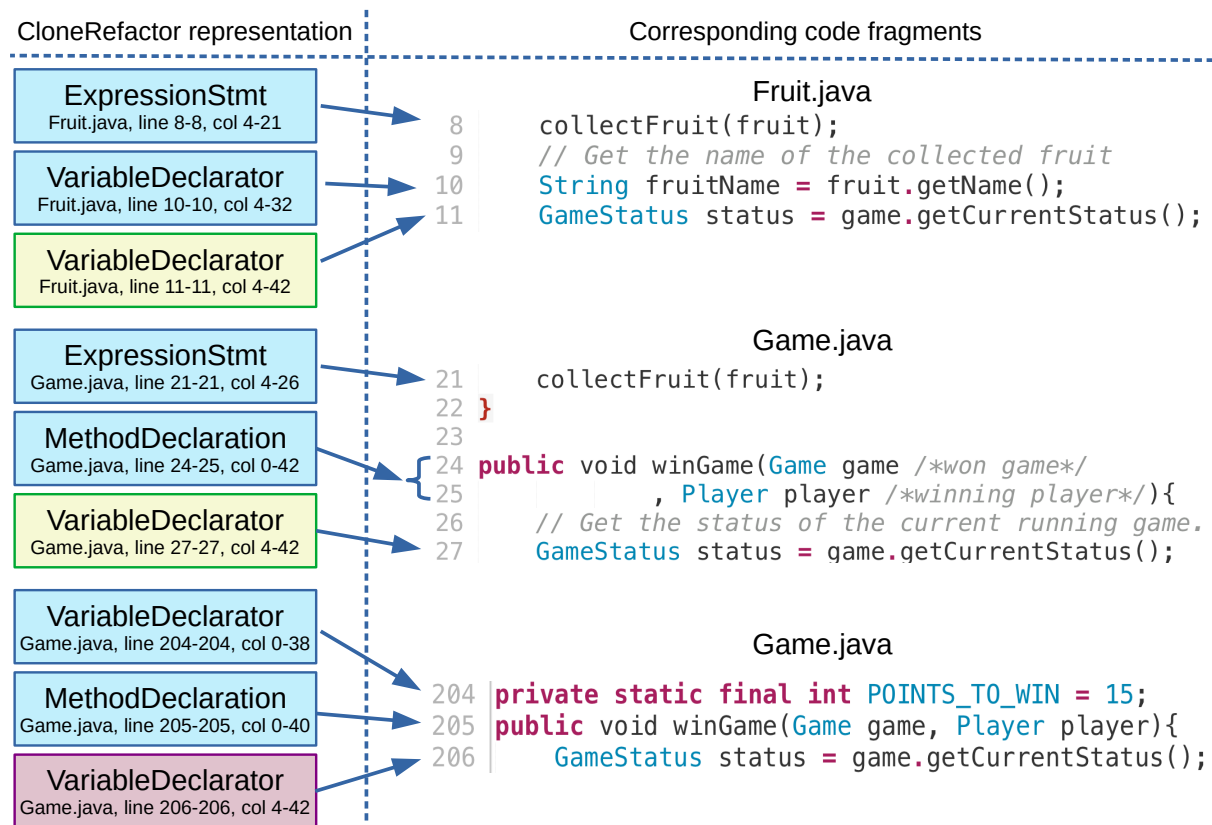 CloneRefactor representation
Corresponding code fragments
ExpressionStmt
Fruit.java, line 8-8, col 4-21
VariableDeclarator
Fruit.java, line 10-10, col 4-32
VariableDeclarator
Fruit.java, line 11-11, col 4-42
Fruit.java
8 collectFruit(fruit);
9 // Get the name of the collected fruit
10 String fruitName = fruit.getName();
11 GameStatus status = game.getCurrentStatus();
ExpressionStmt
Game.java, line 21-21, col 4-26
MethodDeclaration
Game.java, line 24-25, col 0-42
VariableDeclarator
Game.java, line 27-27, col 4-42
Game.java
21 collectFruit(fruit);
22 }
23
24 public void winGame(Game game /*won game*/
25 , Player player /*winning player*/){
26 // Get the status of the current running game.
27 GameStatus status = game.getCurrentStatus();
VariableDeclarator
Game.java, line 204-204, col 0-38
MethodDeclaration
Game.java, line 205-205, col 0-40
VariableDeclarator
Game.java, line 206-206, col 4-42
Game.java
204 private static final int POINTS_TO_WIN = 15;
205 public void winGame(Game game, Player player){
206 GameStatus status = game.getCurrentStatus();